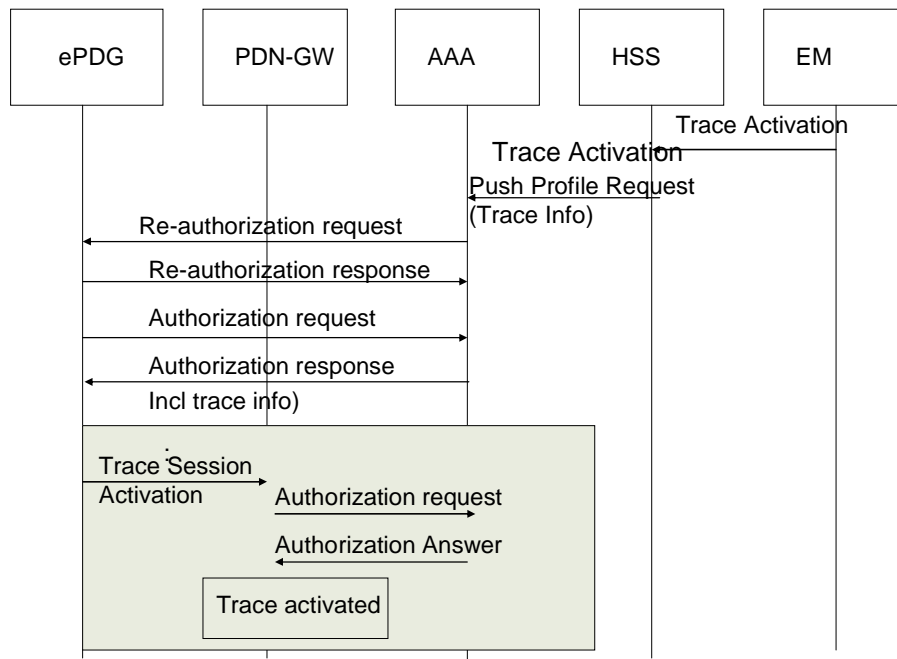 ePDG
PDN-GW
AAA
HSS
EM
Trace Activation
Trace Activation
Push Profile Request
(Trace Info)
Re-authorization request
Re-authorization response
Authorization request
Authorization response
Incl trace info)
:
Trace Session
Activation
Authorization request
Authorization Answer
Trace activated